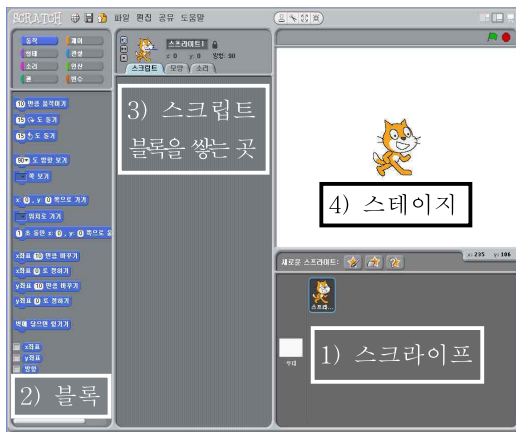 SCRATCH 파일 편집 공유 도움말
동작 제어
형태 관찰
소리 연산
펜 변수
스프라이트1
x: 0 y: 0 방향: 90
스크립트 모양 소리
10 만큼 움직이기
15 도 돌기
15 도 돌기
90 도 방향 보기
쪽 보기
x: 0 , y: 0 쪽으로 가기
위치로 가기
1 초 동안 x: 0 , y: 0 쪽으로
x좌표 10 만큼 바꾸기
x좌표 0 로 정하기
y좌표 10 만큼 바꾸기
y좌표 0 로 정하기
벽에 닿으면 튕기기
x좌표
y좌표
방향
2) 블록
3) 스크립트
블록을 쌓는 곳
4) 스테이지
x: 235 y: 106
새로운 스프라이트:
스프라...
무대
1) 스크라이프